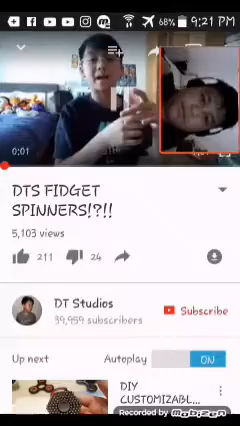 68% 9:21 PM
0:01
DTS FIDGET
SPINNERS!?!!
5,103 views
211 24
DT Studios
39,959 subscribers
Subscribe
Up next Autoplay ON
DIY
CUSTOMIZABL...
Recorded by Mobizen